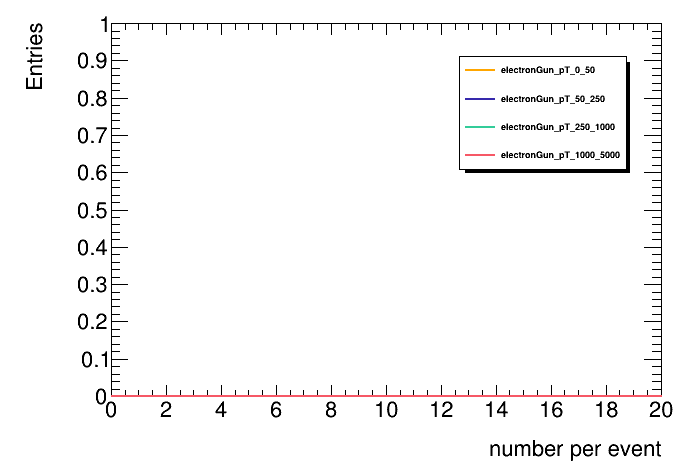 Entries
1
0.9
0.8
0.7
0.6
0.5
0.4
0.3
0.2
0.1
0
electronGun_pT_0_50
electronGun_pT_50_250
electronGun_pT_250_1000
electronGun_pT_1000_5000
0 2 4 6 8 10 12 14 16 18 20
number per event